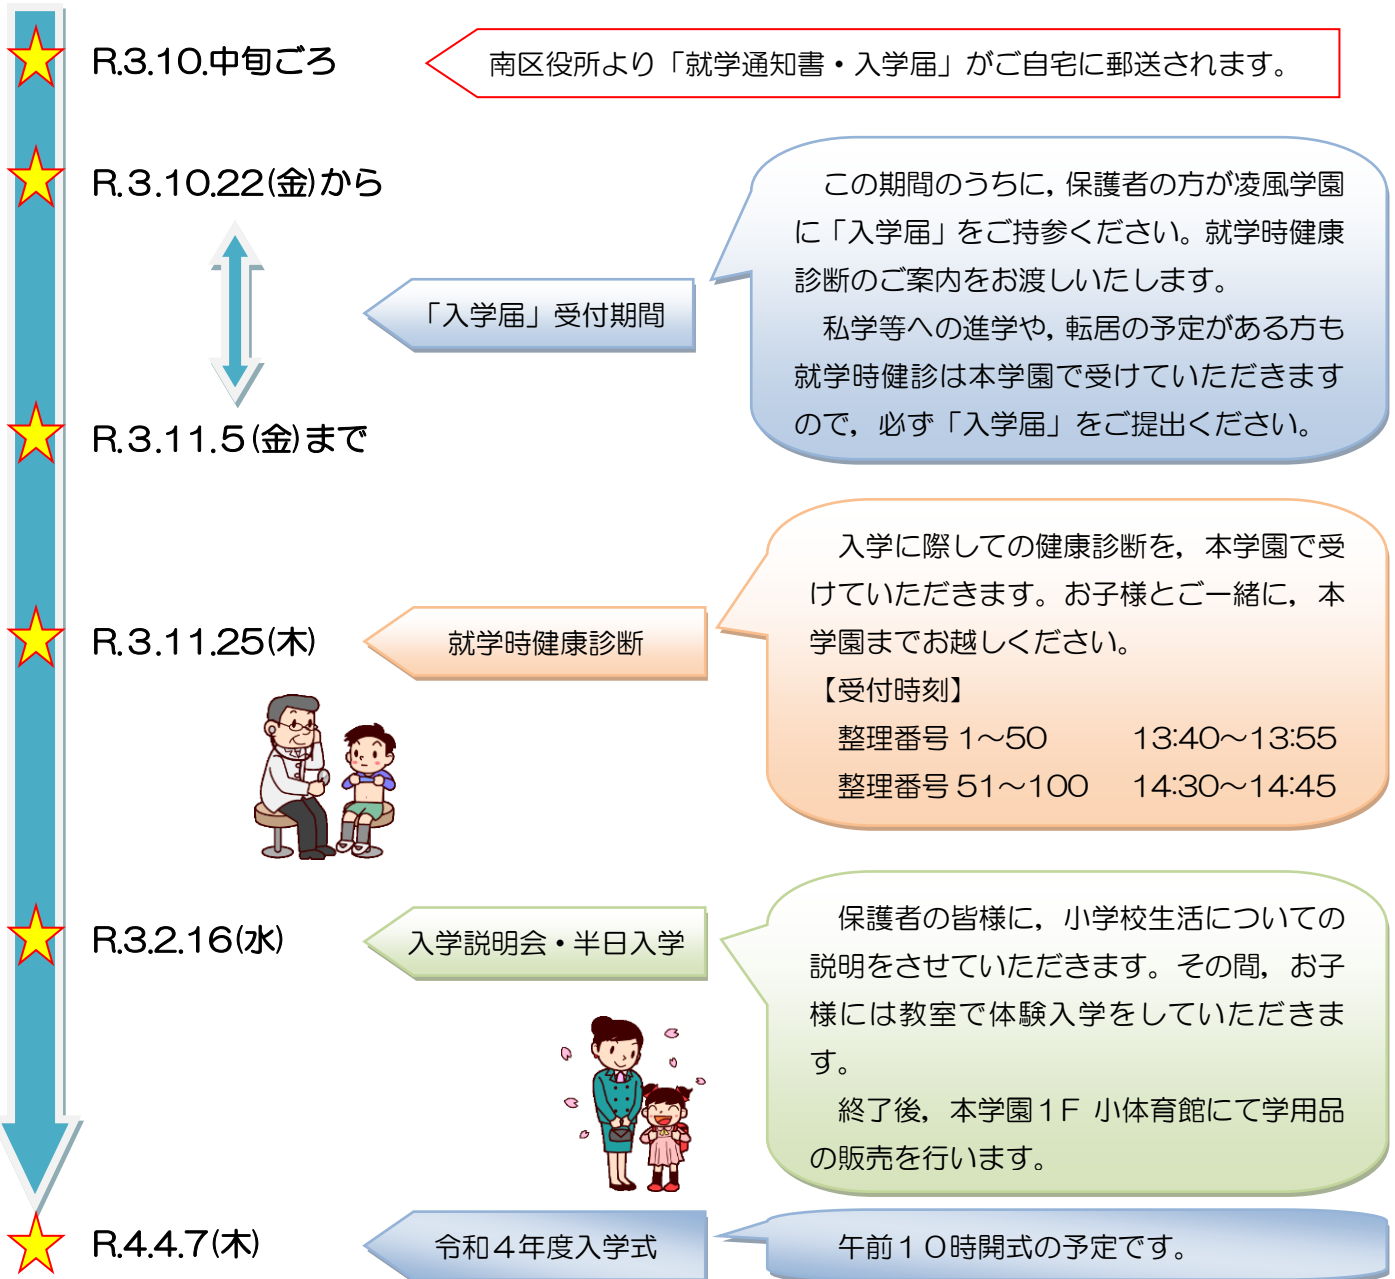 R.3.10.中旬ごろ
南区役所より「就学通知書・入学届」がご自宅に郵送されます。
R.3.10.22(金)から
「入学届」受付期間
この期間のうちに,保護者の方が凌風学園
に「入学届」をご持参ください。就学時健康
診断のご案内をお渡しいたします。
私学等への進学や,転居の予定がある方も
就学時健診は本学園で受けていただきます
ので,必ず「入学届」をご提出ください。
R.3.11.5(金)まで
R.3.11.25(木)
就学時健康診断
入学に際しての健康診断を,本学園で受
けていただきます。お子様とご一緒に,本
学園までお越しください。
【受付時刻】
整理番号 1～50 13:40～13:55
整理番号 51～100 14:30～14:45
R.3.2.16(水)
入学説明会・半日入学
保護者の皆様に,小学校生活についての
説明をさせていただきます。その間,お子
様には教室で体験入学をしていただきま
す。
終了後,本学園1F 小体育館にて学用品
の販売を行います。
R.4.4.7(木)
令和4年度入学式
午前10時開式の予定です。